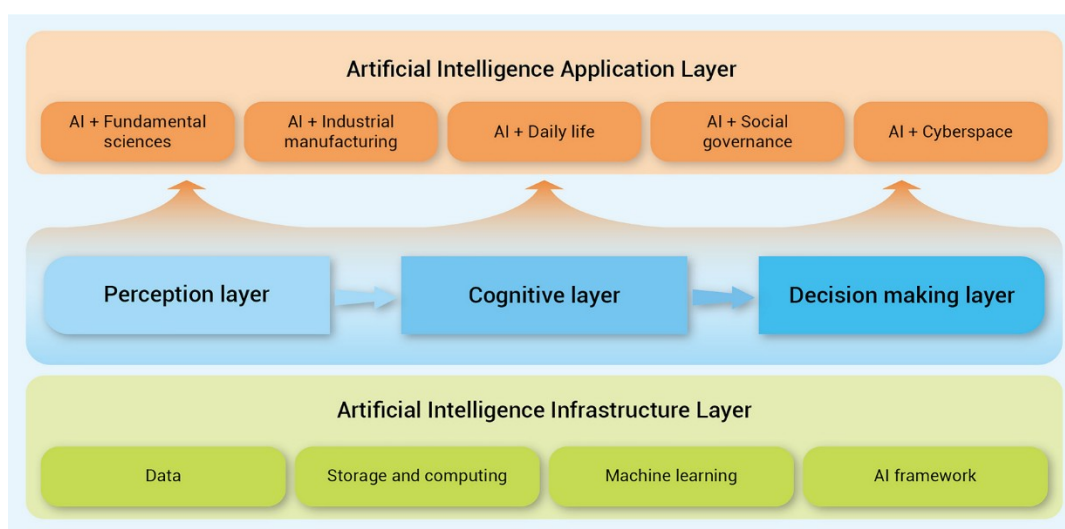 Artificial Intelligence Application Layer
AI + Fundamental
sciences
AI + Industrial
manufacturing
AI + Daily life
AI + Social
governance
AI + Cyberspace
Perception layer
Cognitive layer
Decision making layer
Artificial Intelligence Infrastructure Layer
Data
Storage and computing
Machine learning
AI framework